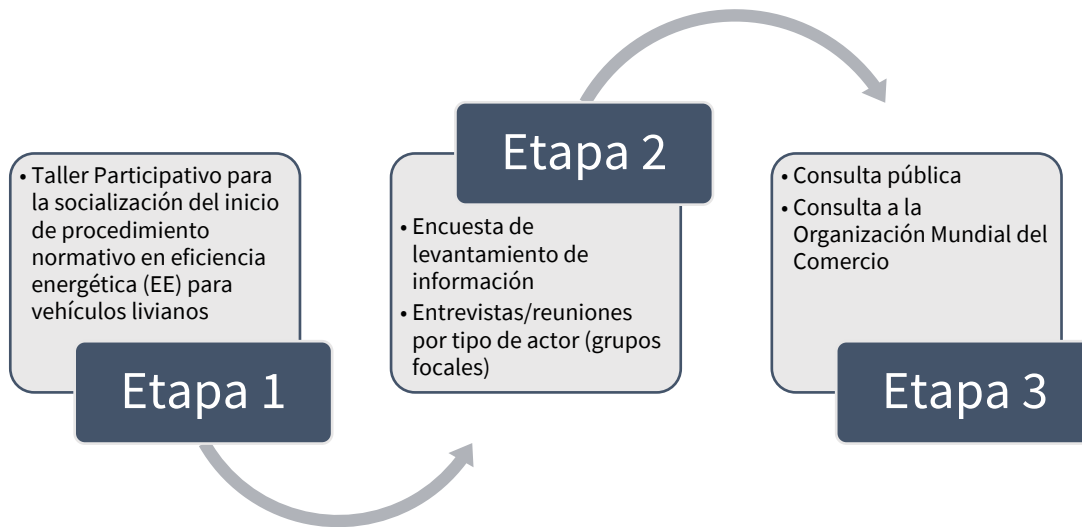 • Taller Participativo para
la socialización del inicio
de procedimiento
normativo en eficiencia
energética (EE) para
vehículos livianos
Etapa 1
Etapa 2
• Encuesta de
levantamiento de
información
• Entrevistas/reuniones
por tipo de actor (grupos
focales)
• Consulta pública
• Consulta a la
Organización Mundial del
Comercio
Etapa 3